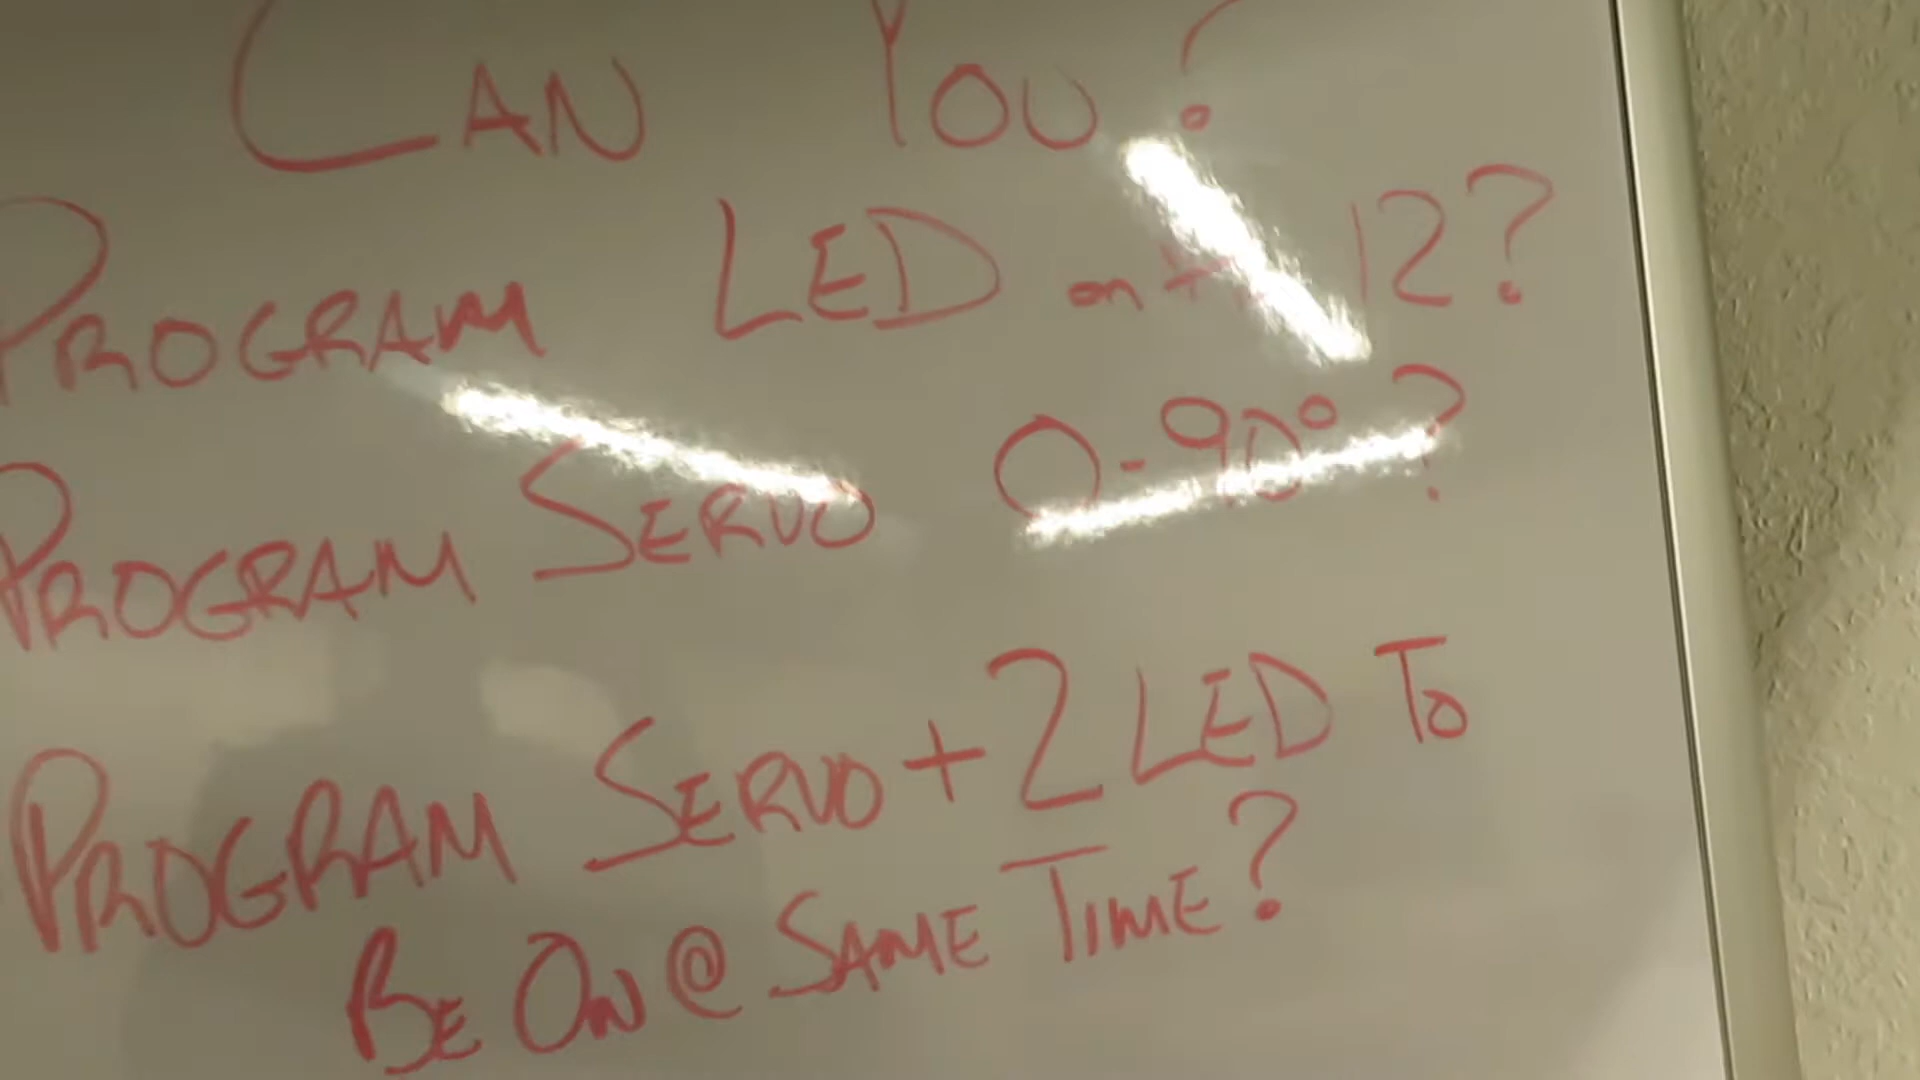 CAN YOU?
PROGRAM LED on 12?
PROGRAM SERVO 0-90°?
PROGRAM SERVO + 2 LED TO
BE ON @ SAME TIME?